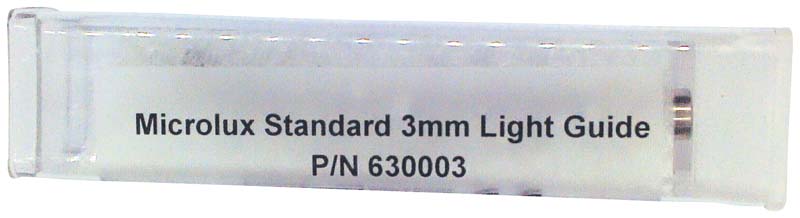 Microlux Standard 3mm Light Guide
P/N 630003